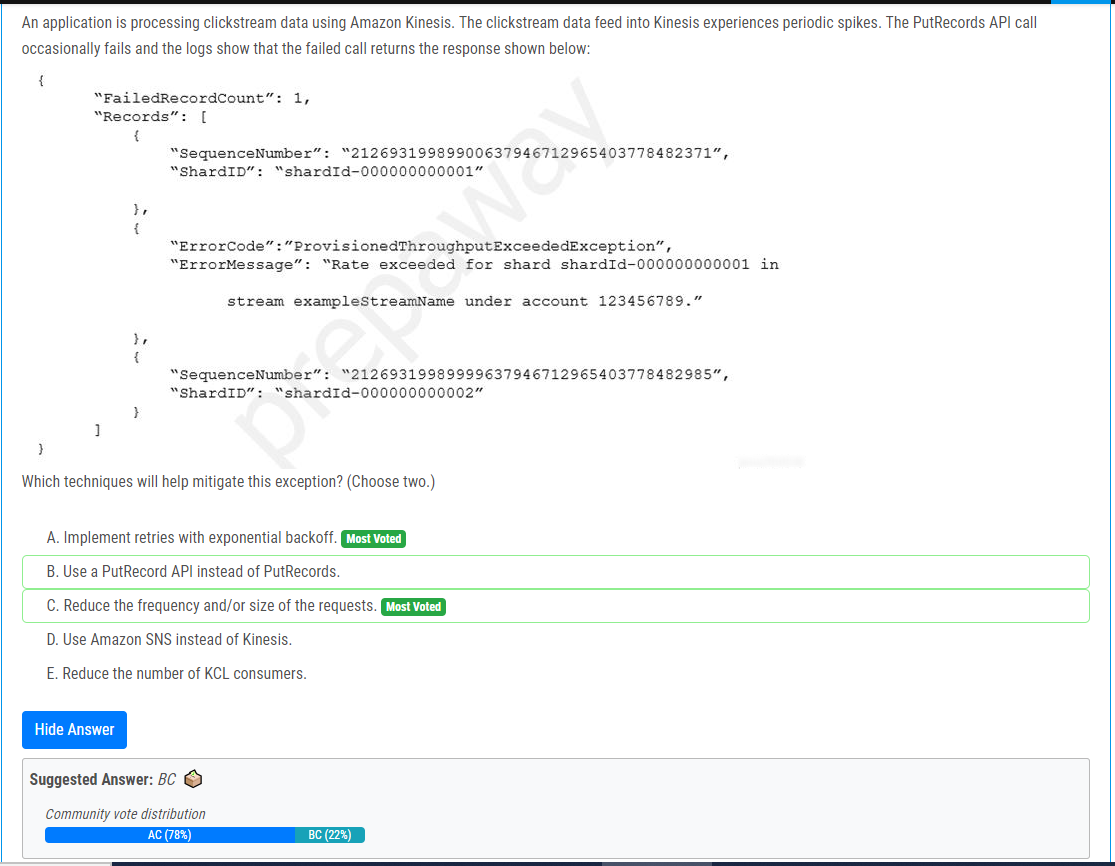 An application is processing clickstream data using Amazon Kinesis. The clickstream data feed into Kinesis experiences periodic spikes. The PutRecords API call
occasionally fails and the logs show that the failed call returns the response shown below:
{
“FailedRecordCount”: 1,
“Records”: [
{
“SequenceNumber”: “21269319989900637946712965403778482371”,
“ShardID”: “shardId-000000000001”
},
{
“ErrorCode”:”ProvisionedThroughputExceededException”,
“ErrorMessage”: “Rate exceeded for shard shardId-000000000001 in
stream exampleStreamName under account 123456789.”
},
{
“SequenceNumber”: “21269319989999637946712965403778482985”,
“ShardID”: “shardId-000000000002”
}
]
}
prepaway
Which techniques will help mitigate this exception? (Choose two.)
A. Implement retries with exponential backoff. Most Voted
B. Use a PutRecord API instead of PutRecords.
C. Reduce the frequency and/or size of the requests. Most Voted
D. Use Amazon SNS instead of Kinesis.
E. Reduce the number of KCL consumers.
Hide Answer
Suggested Answer: BC
Community vote distribution
AC (78%) BC (22%)